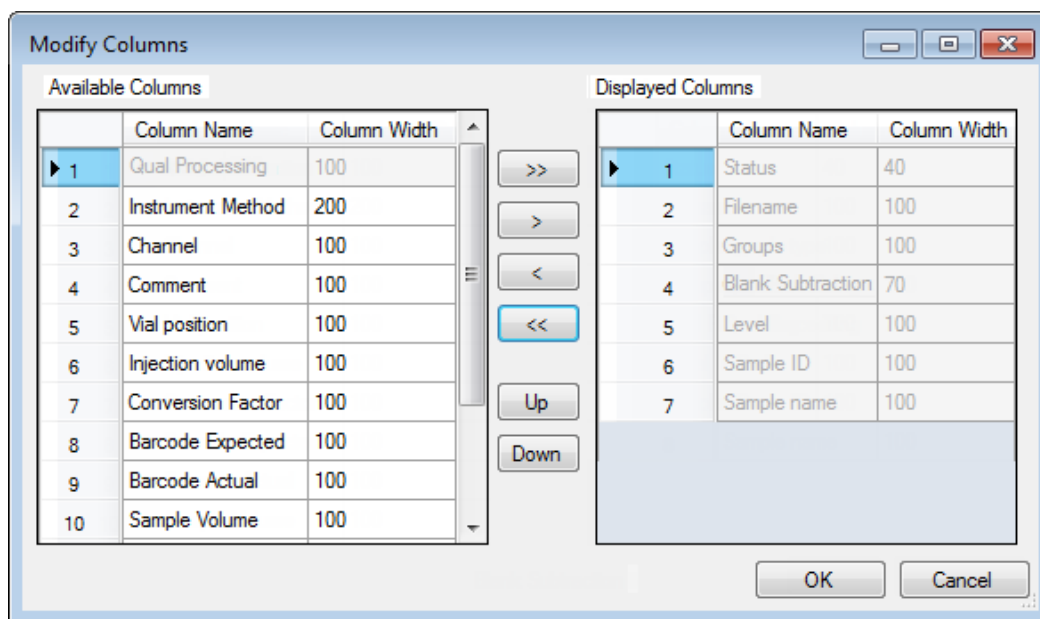 Modify Columns
Available Columns
Column Name Column Width
1 Qual Processing 100
2 Instrument Method 200
3 Channel 100
4 Comment 100
5 Vial position 100
6 Injection volume 100
7 Conversion Factor 100
8 Barcode Expected 100
9 Barcode Actual 100
10 Sample Volume 100
>>
>
<
<<
Up
Down
Displayed Columns
Column Name Column Width
1 Status 40
2 Filename 100
3 Groups 100
4 Blank Subtraction 70
5 Level 100
6 Sample ID 100
7 Sample name 100
OK Cancel